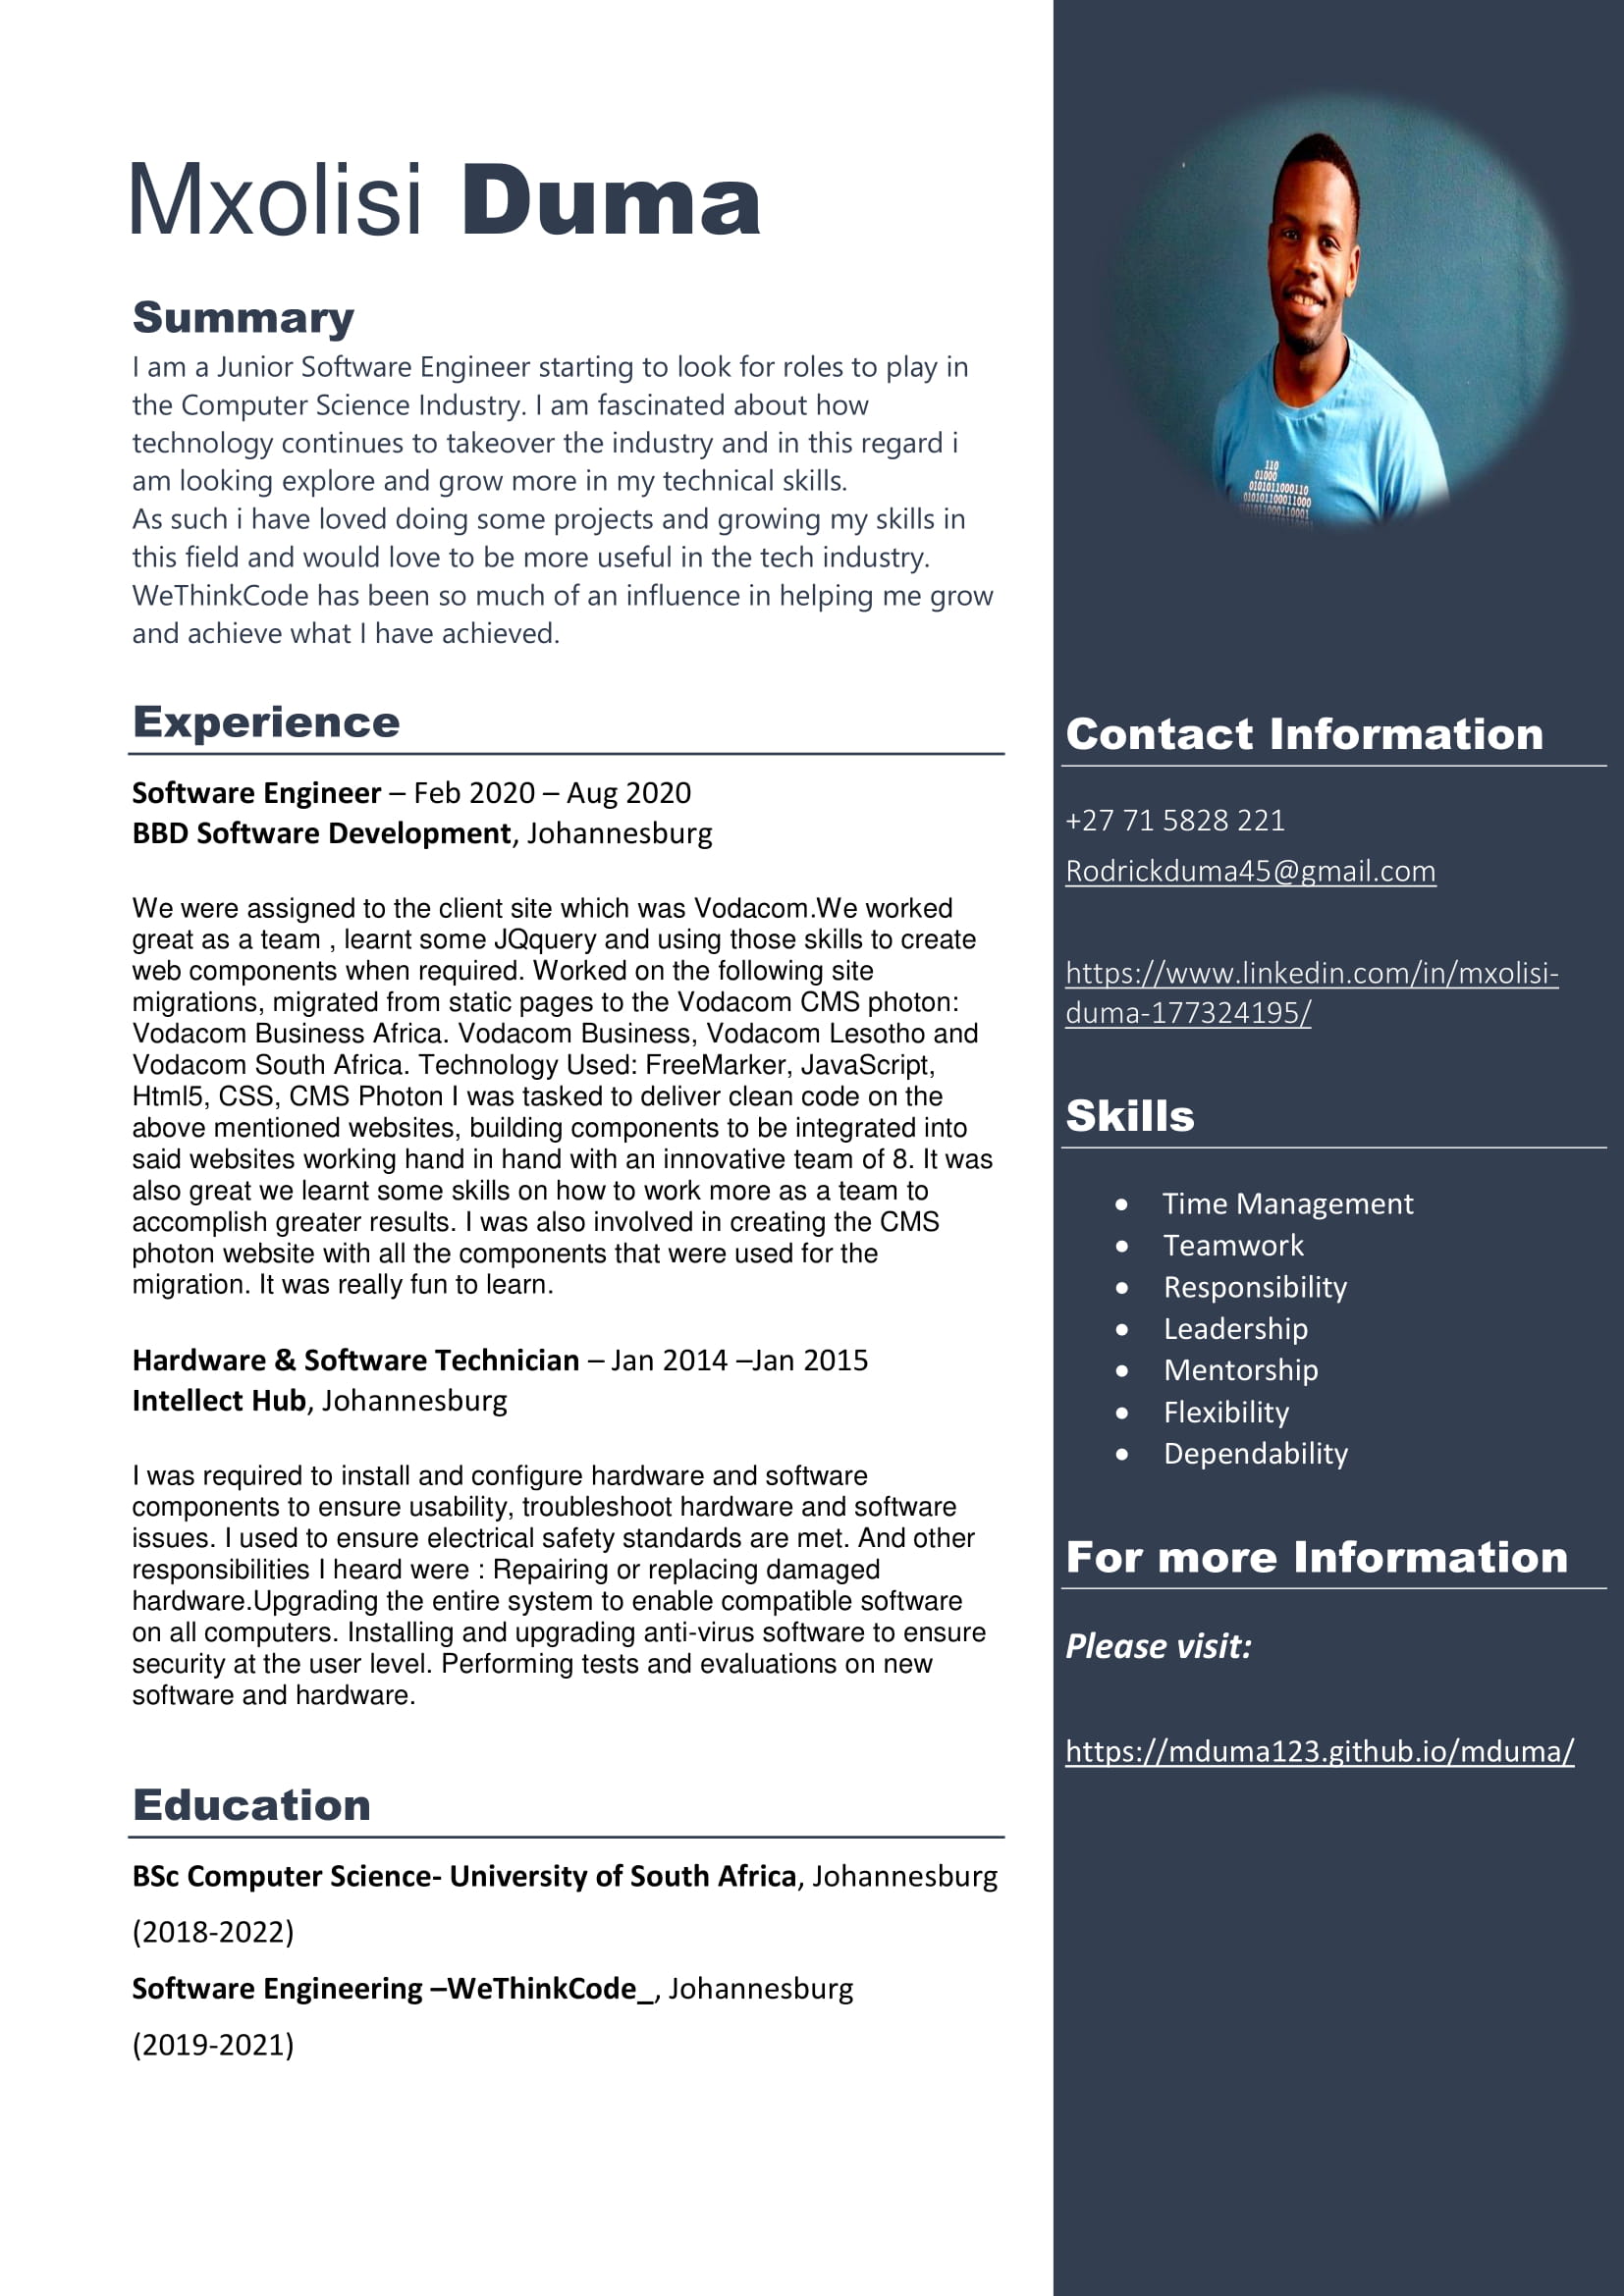 Mxolisi Duma
Summary
I am a Junior Software Engineer starting to look for roles to play in
the Computer Science Industry. I am fascinated about how
technology continues to takeover the industry and in this regard i
am looking explore and grow more in my technical skills.
As such i have loved doing some projects and growing my skills in
this field and would love to be more useful in the tech industry.
WeThinkCode has been so much of an influence in helping me grow
and achieve what I have achieved.
Experience
Software Engineer – Feb 2020 – Aug 2020
BBD Software Development, Johannesburg
We were assigned to the client site which was Vodacom.We worked
great as a team , learnt some JQquery and using those skills to create
web components when required. Worked on the following site
migrations, migrated from static pages to the Vodacom CMS photon:
Vodacom Business Africa. Vodacom Business, Vodacom Lesotho and
Vodacom South Africa. Technology Used: FreeMarker, JavaScript,
Html5, CSS, CMS Photon I was tasked to deliver clean code on the
above mentioned websites, building components to be integrated into
said websites working hand in hand with an innovative team of 8. It was
also great we learnt some skills on how to work more as a team to
accomplish greater results. I was also involved in creating the CMS
photon website with all the components that were used for the
migration. It was really fun to learn.
Hardware & Software Technician – Jan 2014 –Jan 2015
Intellect Hub, Johannesburg
I was required to install and configure hardware and software
components to ensure usability, troubleshoot hardware and software
issues. I used to ensure electrical safety standards are met. And other
responsibilities I heard were : Repairing or replacing damaged
hardware.Upgrading the entire system to enable compatible software
on all computers. Installing and upgrading anti-virus software to ensure
security at the user level. Performing tests and evaluations on new
software and hardware.
Education
BSc Computer Science- University of South Africa, Johannesburg
(2018-2022)
Software Engineering –WeThinkCode_, Johannesburg
(2019-2021)
110
01000
0101011000110
010101100011000
Contact Information
+27 71 5828 221
Rodrickduma45@gmail.com
https://www.linkedin.com/in/mxolisi-
duma-177324195/
Skills
• Time Management
• Teamwork
• Responsibility
• Leadership
• Mentorship
• Flexibility
• Dependability
For more Information
Please visit:
https://mduma123.github.io/mduma/